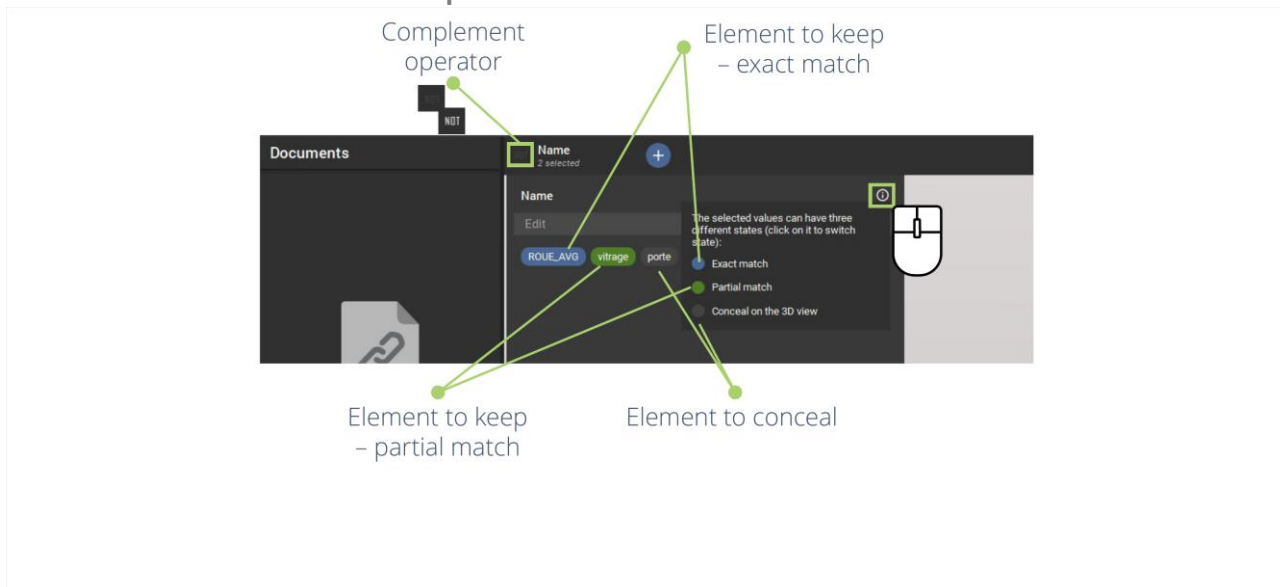 Complement
operator
Element to keep
– exact match
NOT
NOT
Documents
Name
2 selected
+
Name
Edit
The selected values can have three
different states (click on it to switch
state):
ROUE_AVG vitrage porte
Exact match
Partial match
Conceal on the 3D view
Element to keep
– partial match
Element to conceal